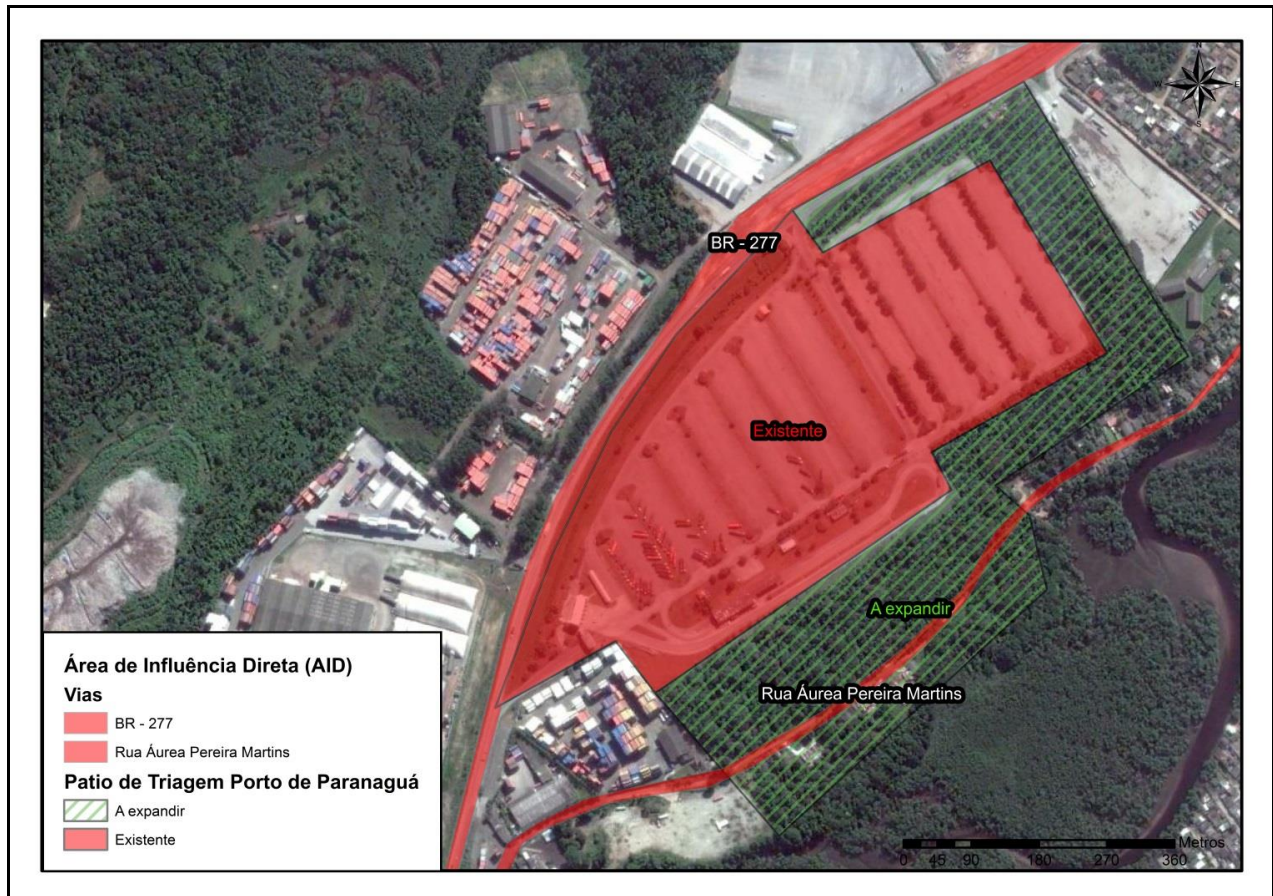 N
E
S
BR - 277
Existente
A expandir
Rua Áurea Pereira Martins
Área de Influência Direta (AID)
Vias
BR - 277
Rua Áurea Pereira Martins
Patio de Triagem Porto de Paranaguá
A expandir
Existente
Metros
0 45 90 180 270 360